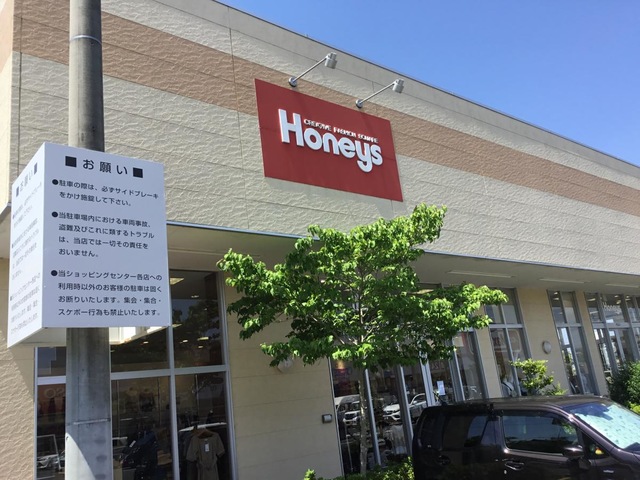 CREATIVE FASHION SQUARE
Honeys
■お願い■
●駐車の際は、必ずサイドブレーキ
をかけ施錠して下さい。
●当駐車場内における車両事故、
盗難及びこれに類するトラブル
は、当店では一切その責任を
おいません。
●当ショッピングセンター各店への
利用時以外のお客様の駐車は固く
お断りいたします。集会・集合・
スケボー行為も禁止いたします。